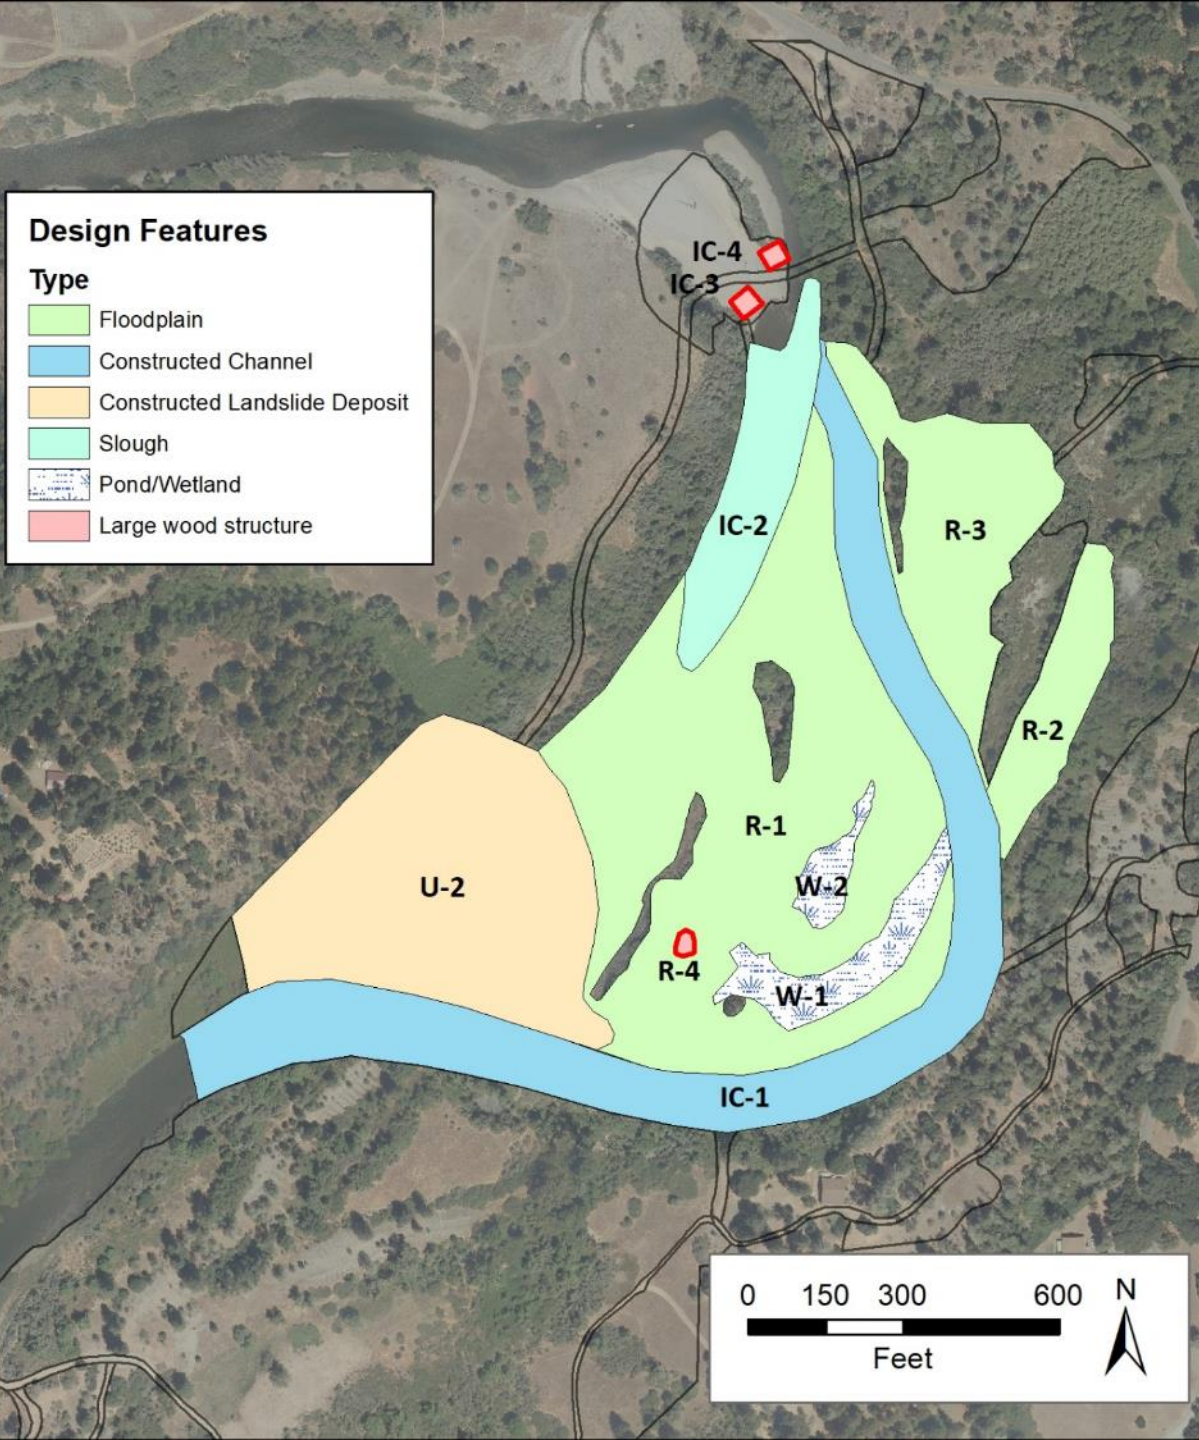 Design Features
Type
Floodplain
Constructed Channel
Constructed Landslide Deposit
Slough
Pond/Wetland
Large wood structure
IC-4
IC-3
IC-2
R-3
R-2
R-1
W-2
U-2
R-4
W-1
IC-1
0 150 300 600
Feet
N